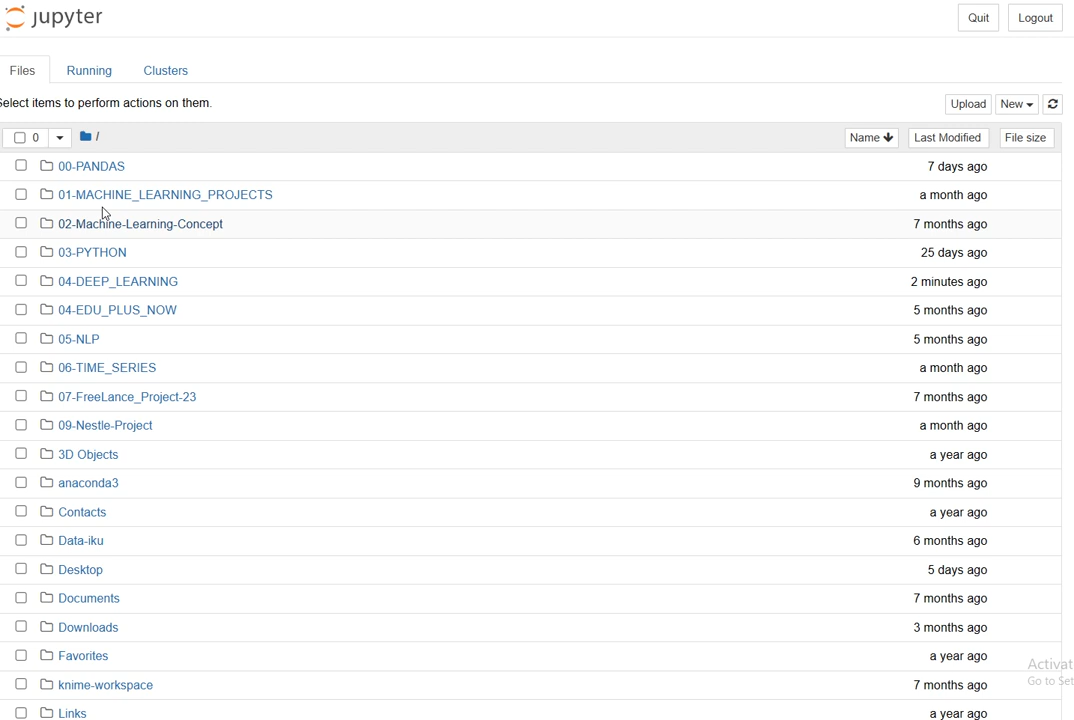 jupyter Quit Logout
Files Running Clusters
Select items to perform actions on them. Upload New
0 / Name Last Modified File size
00-PANDAS 7 days ago
01-MACHINE_LEARNING_PROJECTS a month ago
02-Machine-Learning-Concept 7 months ago
03-PYTHON 25 days ago
04-DEEP_LEARNING 2 minutes ago
04-EDU_PLUS_NOW 5 months ago
05-NLP 5 months ago
06-TIME_SERIES a month ago
07-FreeLance_Project-23 7 months ago
09-Nestle-Project a month ago
3D Objects a year ago
anaconda3 9 months ago
Contacts a year ago
Data-iku 6 months ago
Desktop 5 days ago
Documents 7 months ago
Downloads 3 months ago
Favorites a year ago
Activat
knime-workspace 7 months ago
Go to Set
Links a year ago